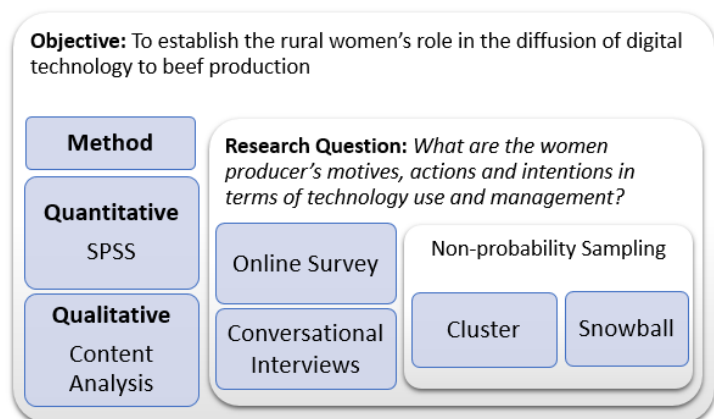 Objective: To establish the rural women's role in the diffusion of digital
technology to beef production
Method
Quantitative
SPSS
Qualitative
Content
Analysis
Research Question: What are the women
producer's motives, actions and intentions in
terms of technology use and management?
Online Survey
Conversational
Interviews
Non-probability Sampling
Cluster
Snowball